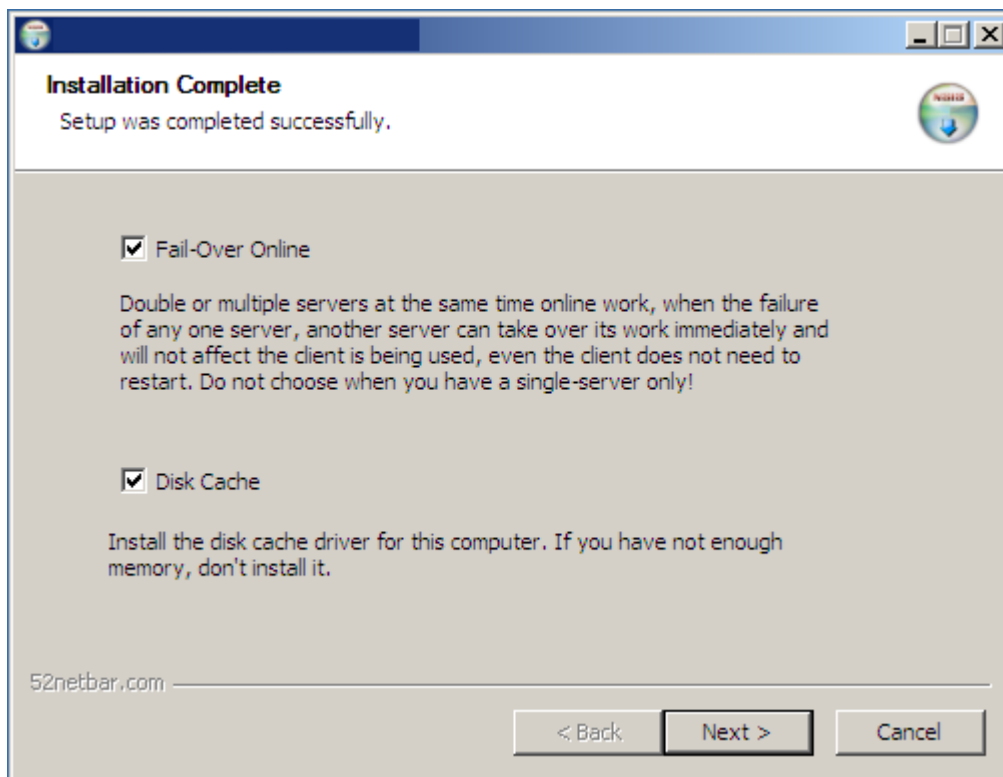 Installation Complete
Setup was completed successfully.
Fail-Over Online
Double or multiple servers at the same time online work, when the failure
of any one server, another server can take over its work immediately and
will not affect the client is being used, even the client does not need to
restart. Do not choose when you have a single-server only!
Disk Cache
Install the disk cache driver for this computer. If you have not enough
memory, don't install it.
52netbar.com
< Back
Next >
Cancel